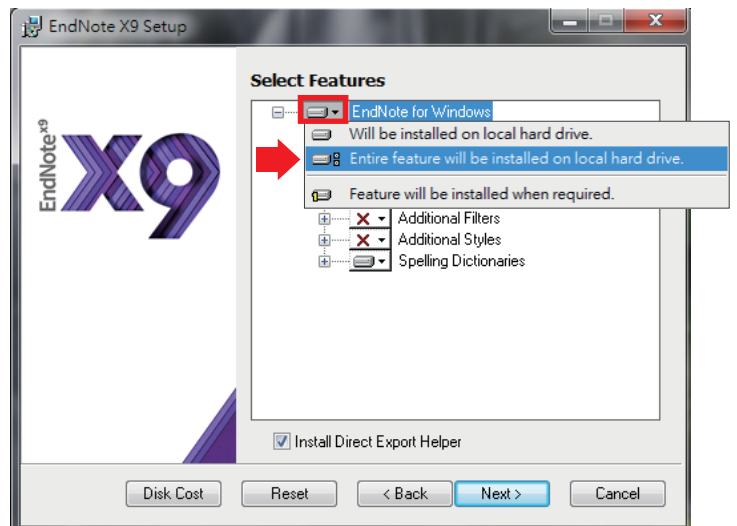 EndNote X9 Setup
Select Features
EndNote for Windows
Will be installed on local hard drive.
Entire feature will be installed on local hard drive.
Feature will be installed when required.
Additional Filters
Additional Styles
Spelling Dictionaries
EndNote X9
X9
Install Direct Export Helper
Disk Cost
Reset
< Back
Next >
Cancel